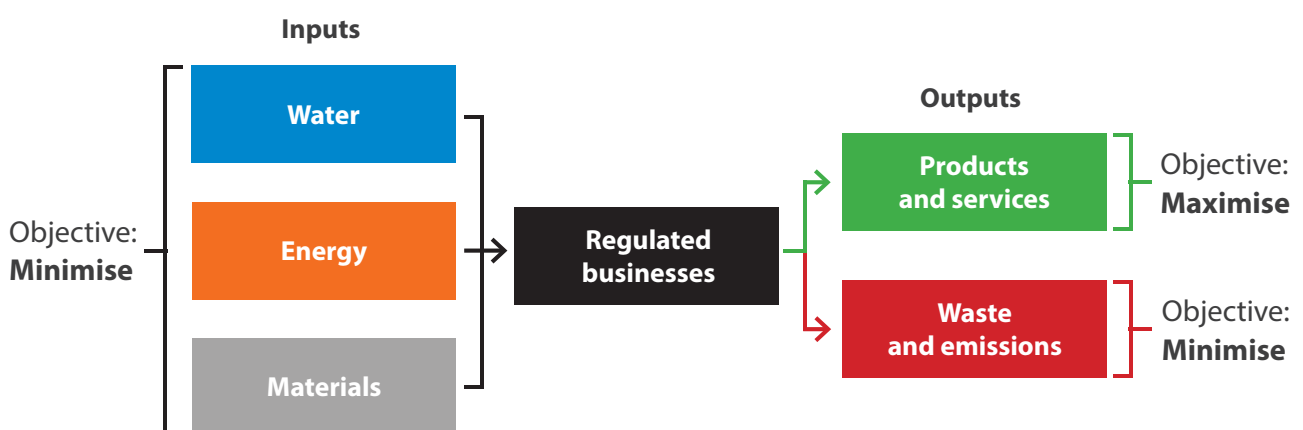 Inputs
Water
Energy
Materials
Objective:
Minimise
Regulated
businesses
Outputs
Products
and services
Waste
and emissions
Objective:
Maximise
Objective:
Minimise